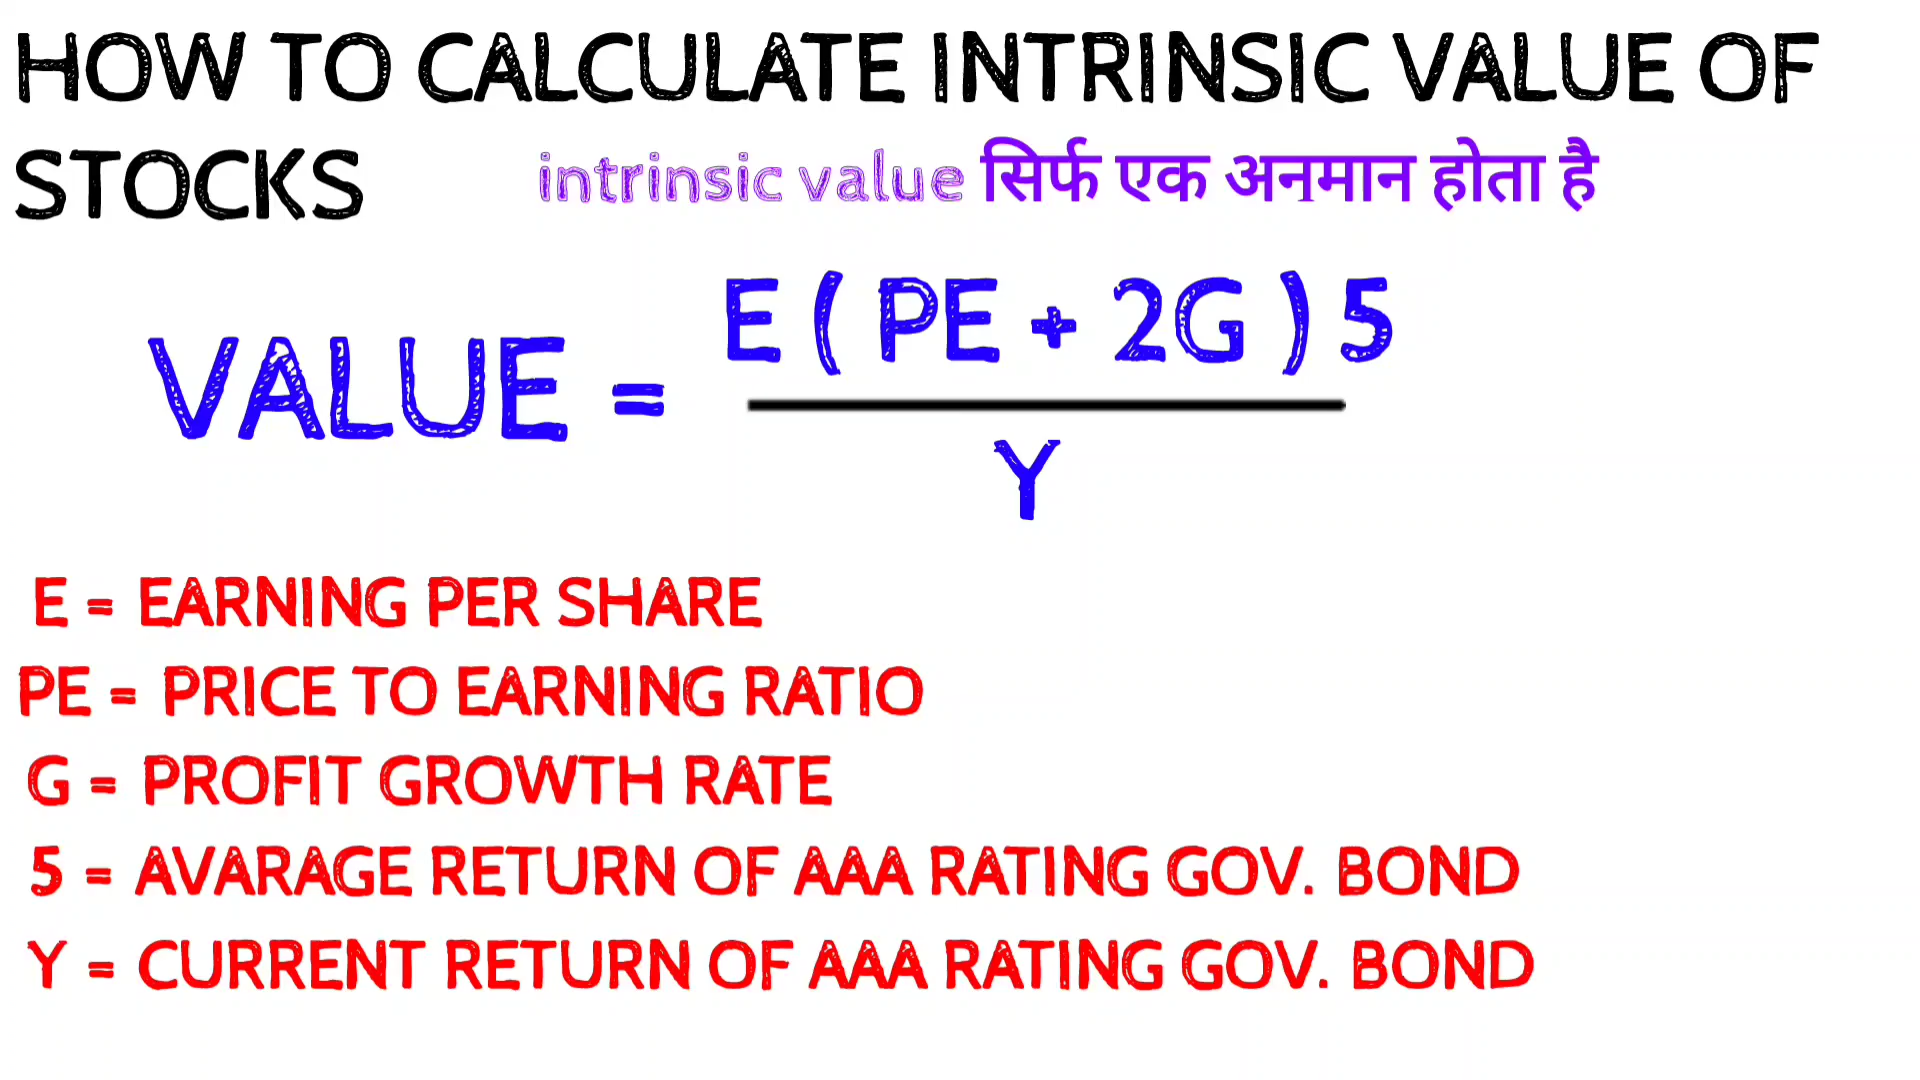 HOW TO CALCULATE INTRINSIC VALUE OF
STOCKS
intrinsic value सिर्फ एक अनुमान होता है
E ( PE + 2G ) 5
VALUE =
Y
E = EARNING PER SHARE
PE = PRICE TO EARNING RATIO
G = PROFIT GROWTH RATE
5 = AVARAGE RETURN OF AAA RATING GOV. BOND
Y = CURRENT RETURN OF AAA RATING GOV. BOND